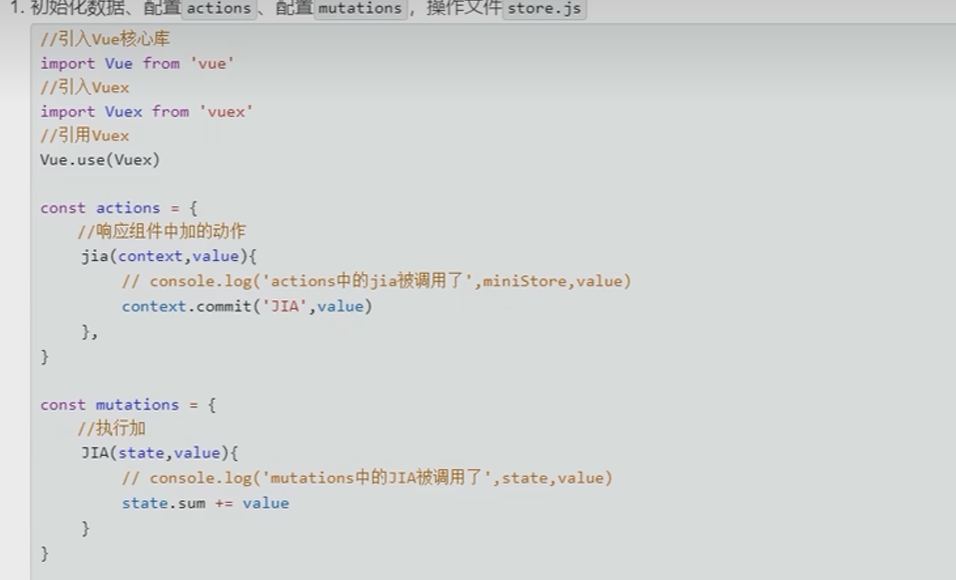 1. 初始化数据、配置actions、配置mutations，操作文件store.js
//引入Vue核心库
import Vue from 'vue'
//引入Vuex
import Vuex from 'vuex'
//引用Vuex
Vue.use(Vuex)
const actions = {
//响应组件中加的动作
jia(context,value){
// console.log('actions中的jia被调用了',miniStore,value)
context.commit('JIA',value)
},
}
const mutations = {
//执行加
JIA(state,value){
// console.log('mutations中的JIA被调用了',state,value)
state.sum += value
}
}